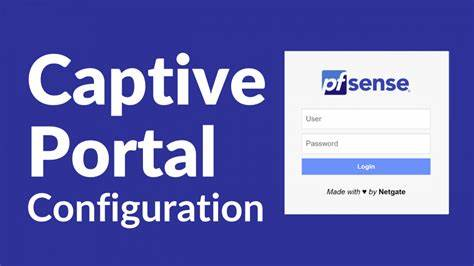 Captive
Portal
Configuration
pfsense
User
Password
Login
Made with ♥ by Netgate